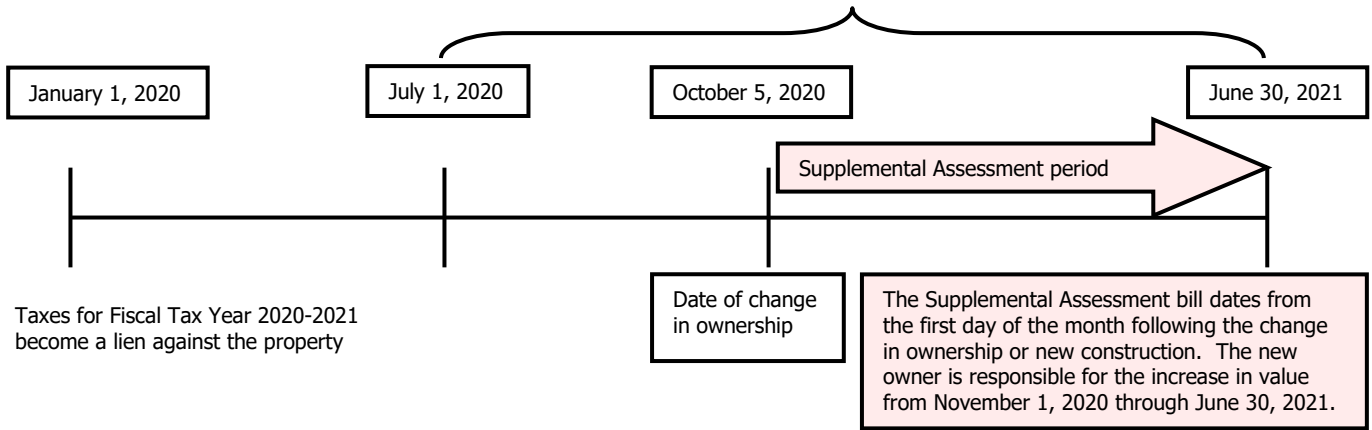 January 1, 2020
July 1, 2020
October 5, 2020
June 30, 2021
Supplemental Assessment period
Taxes for Fiscal Tax Year 2020-2021
become a lien against the property
Date of change
in ownership
The Supplemental Assessment bill dates from
the first day of the month following the change
in ownership or new construction.  The new
owner is responsible for the increase in value
from November 1, 2020 through June 30, 2021.